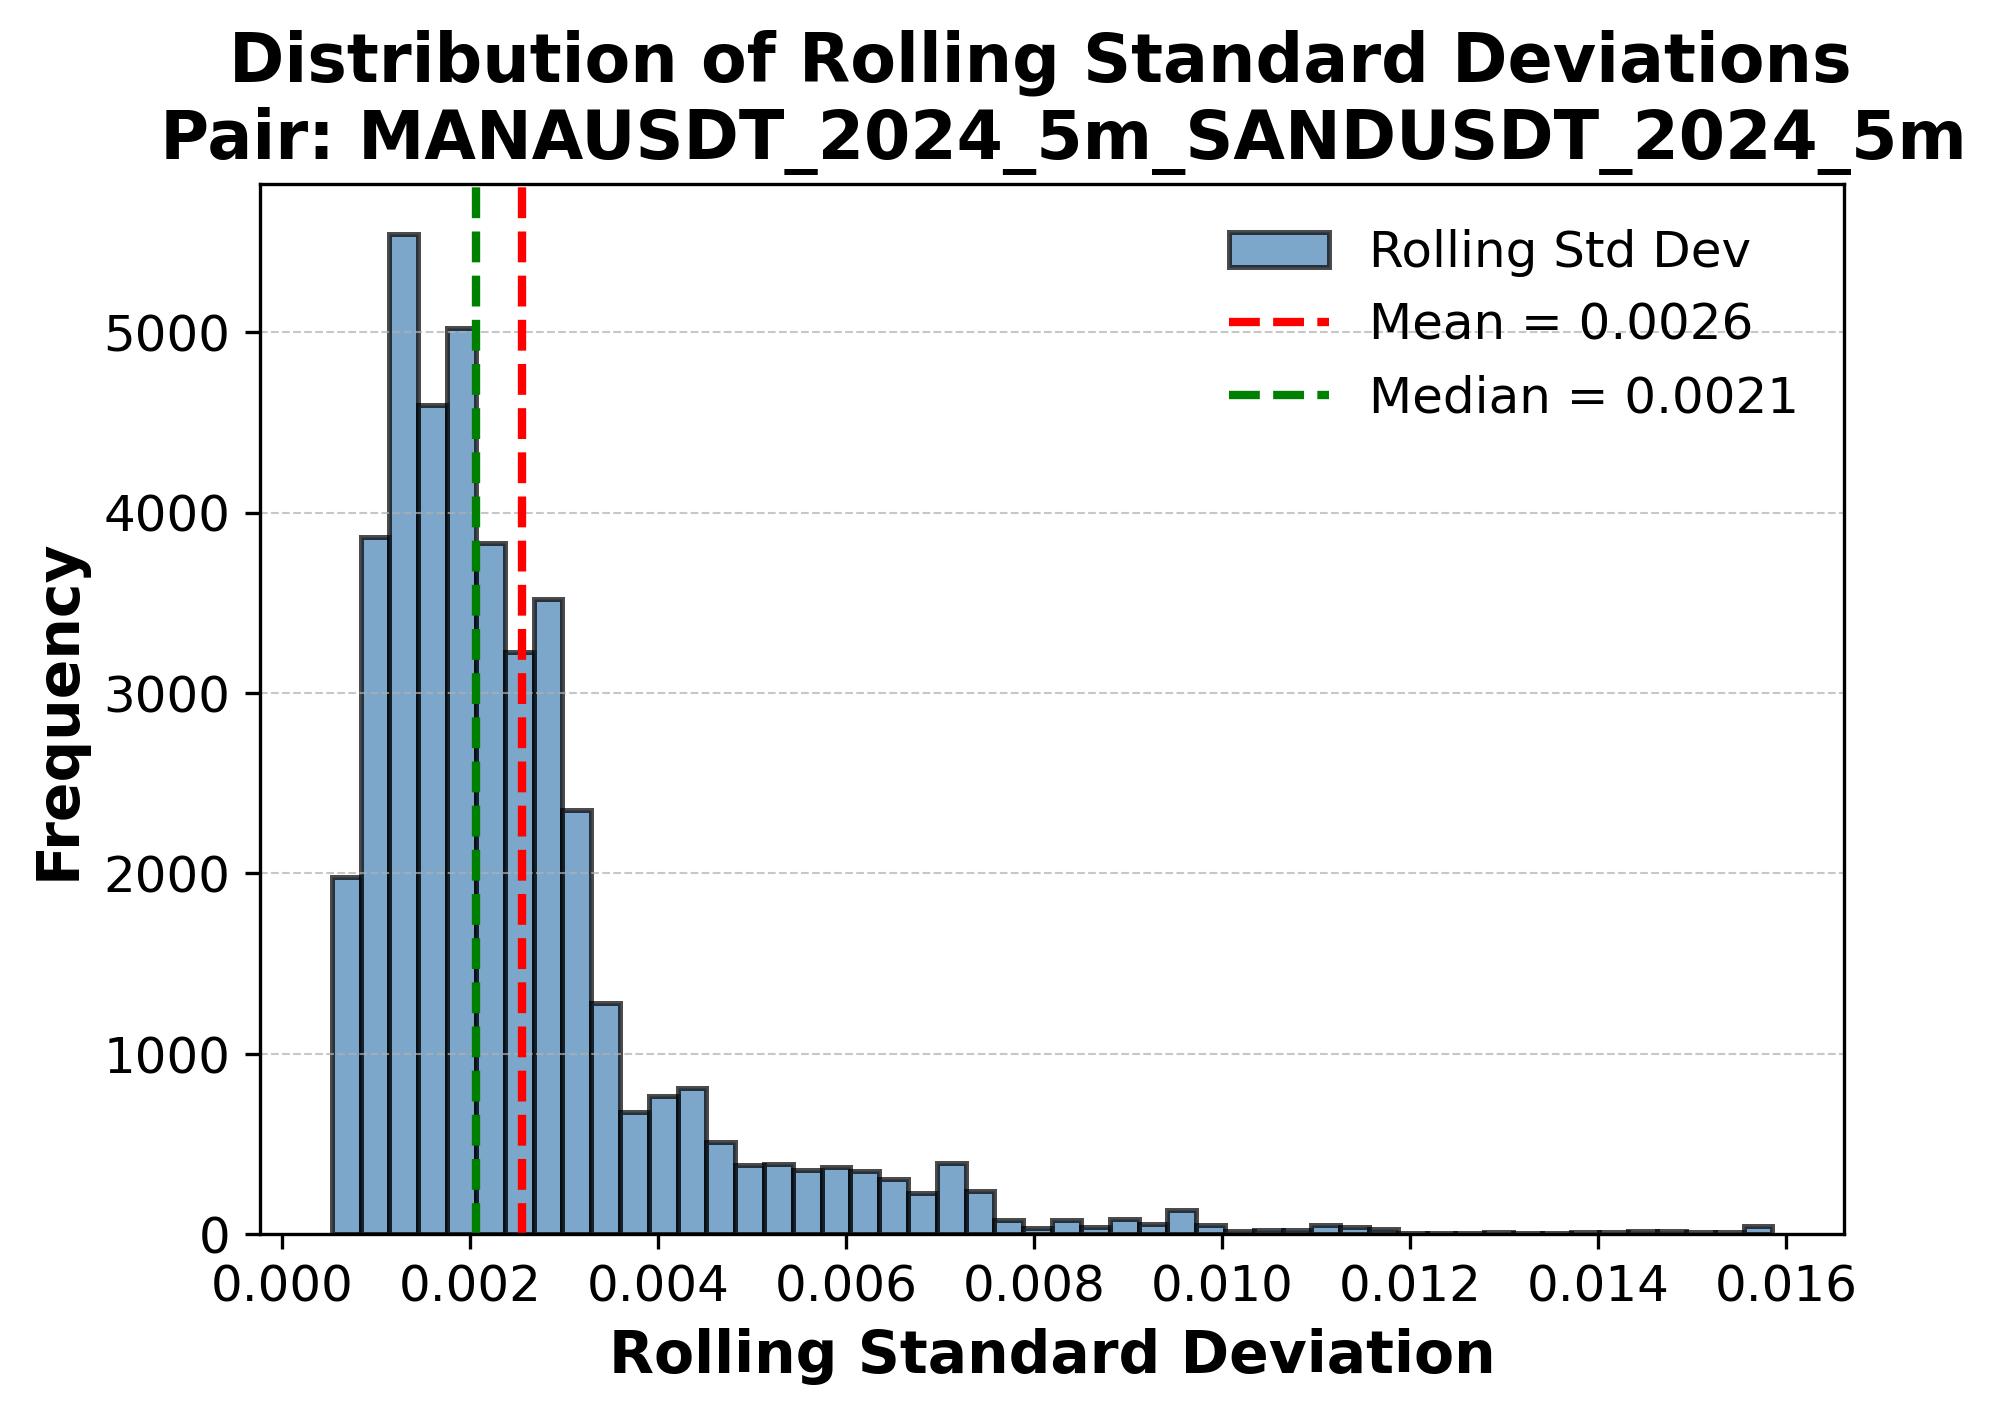 Distribution of Rolling Standard Deviations
Pair: MANAUSDT_2024_5m_SANDUSDT_2024_5m
Rolling Std Dev
Mean = 0.0026
Median = 0.0021
Frequency
5000
4000
3000
2000
1000
0
0.000 0.002 0.004 0.006 0.008 0.010 0.012 0.014 0.016
Rolling Standard Deviation